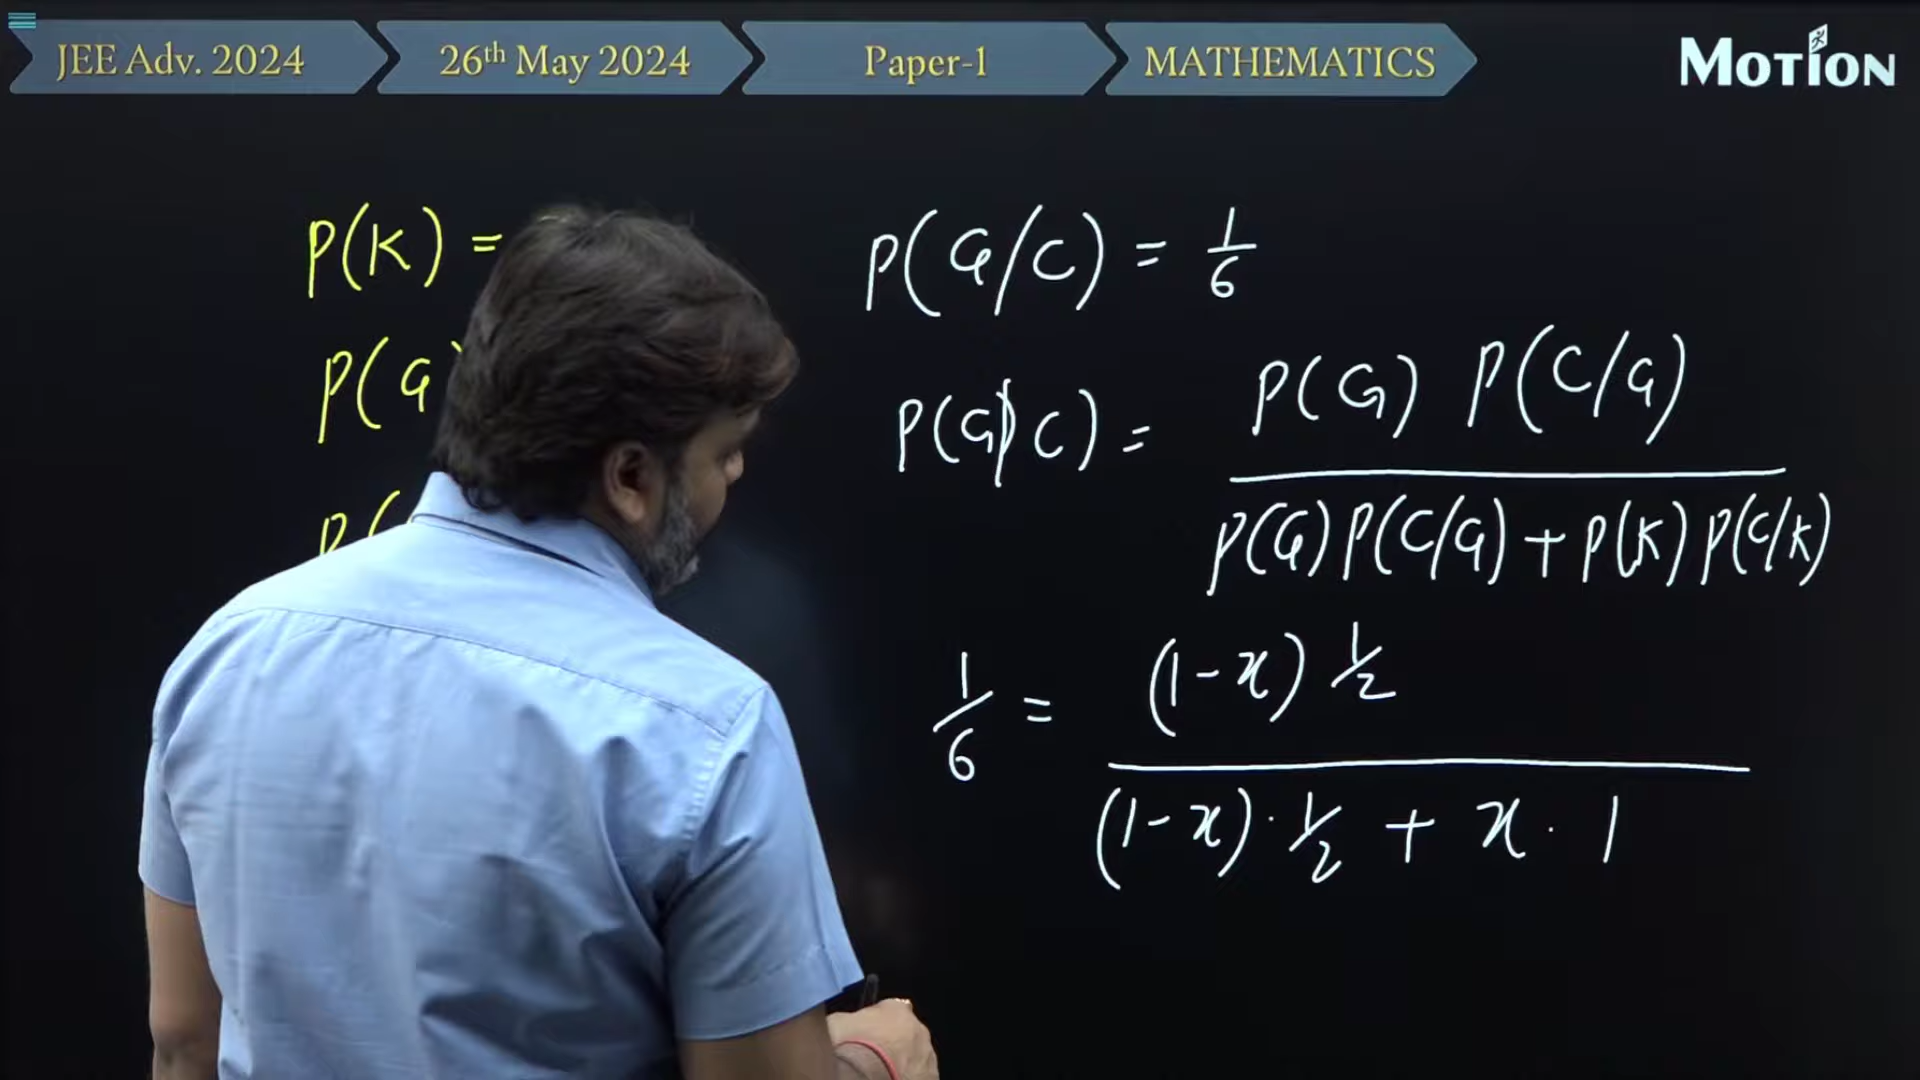 JEE Adv. 2024
26th May 2024
Paper-1
MATHEMATICS
MOTION
P(K) =
P(G)
P(
P(G/C) = 1/6
P(G|C) = P(G) P(C/G) / P(G) P(C/G) + P(K) P(C/K)
1/6 = (1-x) 1/2 / (1-x) · 1/2 + x · 1